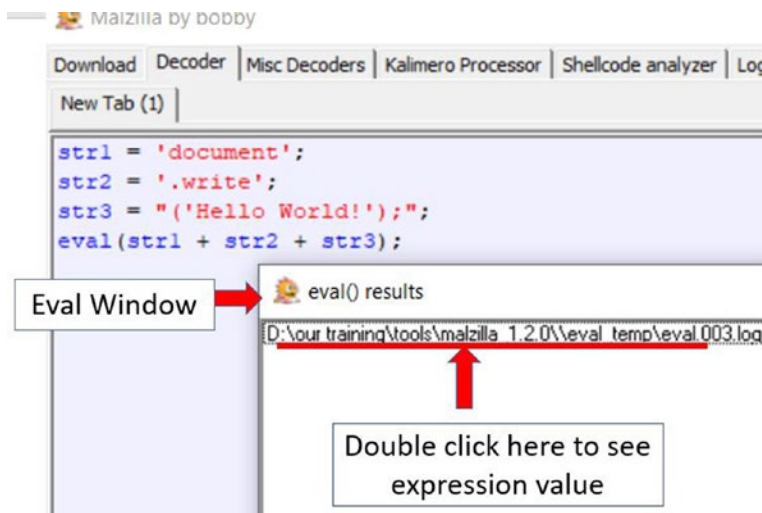 Malzilla by bobby
Download Decoder Misc Decoders Kalimero Processor Shellcode analyzer Log
New Tab (1)
str1 = 'document';
str2 = '.write';
str3 = "('Hello World!');";
eval(str1 + str2 + str3);
Eval Window
eval() results
D:\our training\tools\malzilla_1.2.0\\eval_temp\eval.003.log
Double click here to see
expression value